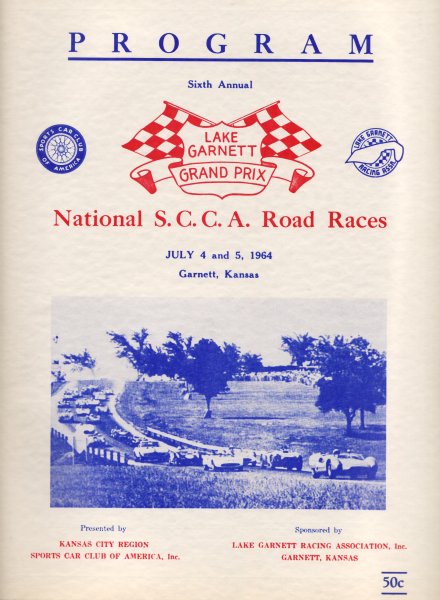 PROGRAM
Sixth Annual
SPORTS CAR CLUB OF AMERICA
LAKE GARNETT
GRAND PRIX
LAKE GARNETT RACING ASSN.
National S.C.C.A. Road Races
JULY 4 and 5, 1964
Garnett, Kansas
Presented by
KANSAS CITY REGION
SPORTS CAR CLUB OF AMERICA, Inc.
Sponsored by
LAKE GARNETT RACING ASSOCIATION, Inc.
GARNETT, KANSAS
50c